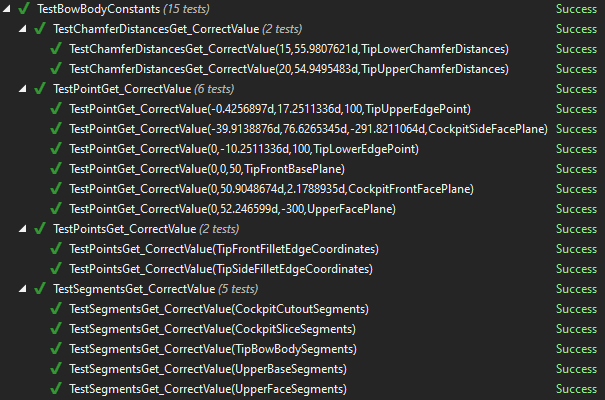 TestBowBodyConstants (15 tests) Success
TestChamferDistancesGet_CorrectValue (2 tests) Success
TestChamferDistancesGet_CorrectValue(15,55.9807621d,TipLowerChamferDistances) Success
TestChamferDistancesGet_CorrectValue(20,54.9495483d,TipUpperChamferDistances) Success
TestPointGet_CorrectValue (6 tests) Success
TestPointGet_CorrectValue(-0.4256897d,17.2511336d,100,TipUpperEdgePoint) Success
TestPointGet_CorrectValue(-39.9138876d,76.6265345d,-291.8211064d,CockpitSideFacePlane) Success
TestPointGet_CorrectValue(0,-10.2511336d,100,TipLowerEdgePoint) Success
TestPointGet_CorrectValue(0,0,50,TipFrontBasePlane) Success
TestPointGet_CorrectValue(0,50.9048674d,2.1788935d,CockpitFrontFacePlane) Success
TestPointGet_CorrectValue(0,52.246599d,-300,UpperFacePlane) Success
TestPointsGet_CorrectValue (2 tests) Success
TestPointsGet_CorrectValue(TipFrontFilletEdgeCoordinates) Success
TestPointsGet_CorrectValue(TipSideFilletEdgeCoordinates) Success
TestSegmentsGet_CorrectValue (5 tests) Success
TestSegmentsGet_CorrectValue(CockpitCutoutSegments) Success
TestSegmentsGet_CorrectValue(CockpitSliceSegments) Success
TestSegmentsGet_CorrectValue(TipBowBodySegments) Success
TestSegmentsGet_CorrectValue(UpperBaseSegments) Success
TestSegmentsGet_CorrectValue(UpperFaceSegments) Success